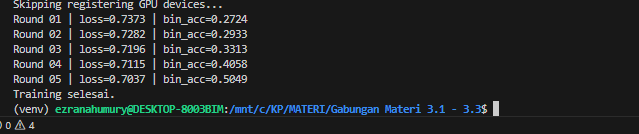 Skipping registering GPU devices...
Round 01 | loss=0.7373 | bin_acc=0.2724
Round 02 | loss=0.7282 | bin_acc=0.2933
Round 03 | loss=0.7196 | bin_acc=0.3313
Round 04 | loss=0.7115 | bin_acc=0.4058
Round 05 | loss=0.7037 | bin_acc=0.5049
Training selesai.
(venv) ezranahumury@DESKTOP-8003BIM:/mnt/c/KP/MATERI/Gabungan Materi 3.1 - 3.3$
0 4